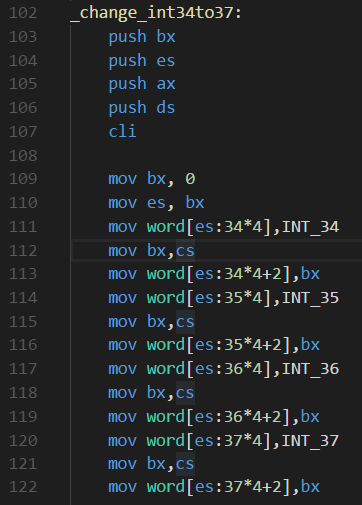 102 _change_int34to37:
103 push bx
104 push es
105 push ax
106 push ds
107 cli
108
109 mov bx, 0
110 mov es, bx
111 mov word[es:34*4],INT_34
112 mov bx,cs
113 mov word[es:34*4+2],bx
114 mov word[es:35*4],INT_35
115 mov bx,cs
116 mov word[es:35*4+2],bx
117 mov word[es:36*4],INT_36
118 mov bx,cs
119 mov word[es:36*4+2],bx
120 mov word[es:37*4],INT_37
121 mov bx,cs
122 mov word[es:37*4+2],bx